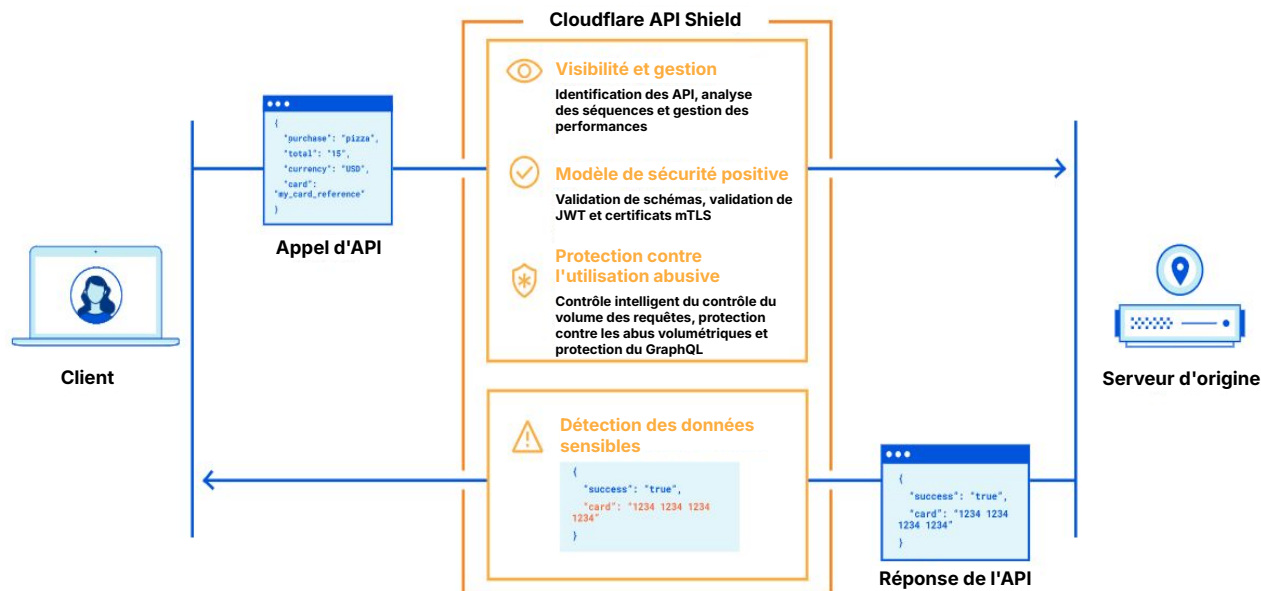 Cloudflare API Shield
Visibilité et gestion
Identification des API, analyse
des séquences et gestion des
performances
{
"purchase": "pizza",
"total": "15",
"currency": "USD",
"card":
"my_card_reference"
}
Appel d'API
Modèle de sécurité positive
Validation de schémas, validation de
JWT et certificats mTLS
Protection contre
l'utilisation abusive
Contrôle intelligent du contrôle du
volume des requêtes, protection
contre les abus volumétriques et
protection du GraphQL
Client
Serveur d'origine
Détection des données
sensibles
{
"success": "true",
"card": "1234 1234 1234
1234"
}
{
"success": "true",
"card": "1234 1234
1234 1234"
}
Réponse de l'API